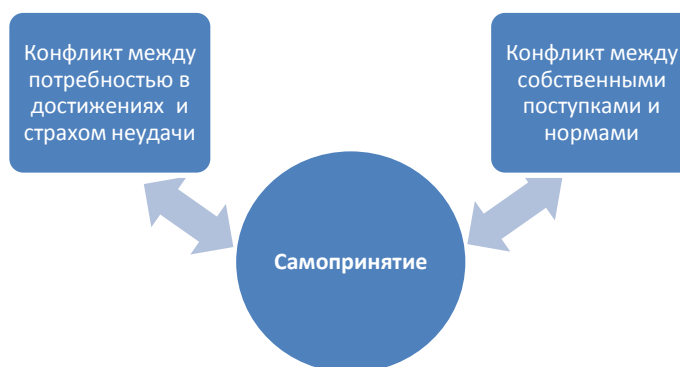 Конфликт между
потребностью в
достижениях и
страхом неудачи
Конфликт между
собственными
поступками и
нормами
Самопринятие